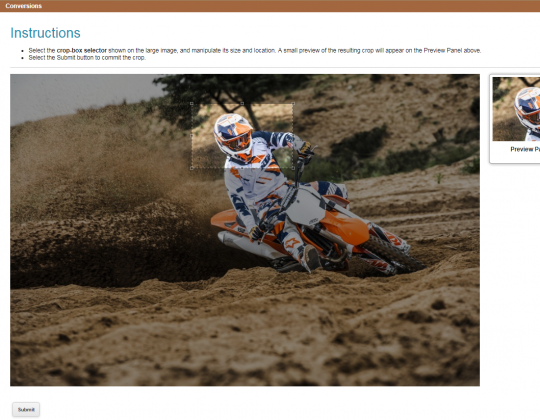 Conversions
Instructions
Select the crop-box selector shown on the large image, and manipulate its size and location. A small preview of the resulting crop will appear on the Preview Panel above.
Select the Submit button to commit the crop.
Preview Pa
Submit